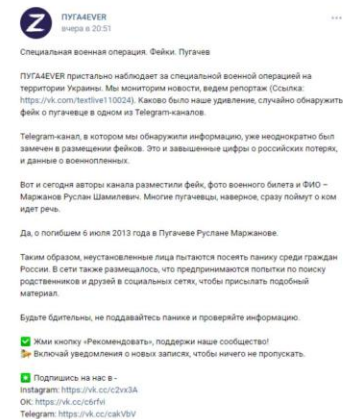 ПУГА4EVER
вчера в 20:51
Специальная военная операция. Фейки. Пугачев
ПУГА4EVER пристально наблюдает за специальной военной операцией на
территории Украины. Мы мониторим новости, ведем репортаж (Ссылка:
https://vk.com/textlive110024). Каково было наше удивление, случайно обнаружить
фейк о пугачевце в одном из Telegram-каналов.
Telegram-канал, в котором мы обнаружили информацию, уже неоднократно был
замечен в размещении фейков. Это и завышенные цифры о российских потерях,
и данные о военнопленных.
Вот и сегодня авторы канала разместили фейк, фото военного билета и ФИО –
Маржанов Руслан Шамилевич. Многие пугачевцы, наверное, сразу поймут о ком
идет речь.
Да, о погибшем 6 июля 2013 года в Пугачеве Руслане Маржанове.
Таким образом, неустановленные лица пытаются посеять панику среди граждан
России. В сети также размещалось, что предпринимаются попытки по поиску
родственников и друзей в социальных сетях, чтобы присылать подобный
материал.
Будьте бдительны, не поддавайтесь панике и проверяйте информацию.
✅ Жми кнопку «Рекомендовать», поддержи наше сообщество!
Включай уведомления о новых записях, чтобы ничего не пропускать.
Подпишись на нас в -
Instagram: https://vk.cc/c2vx3A
OK: https://vk.cc/c6rfvi
Telegram: https://vk.cc/cakVbV